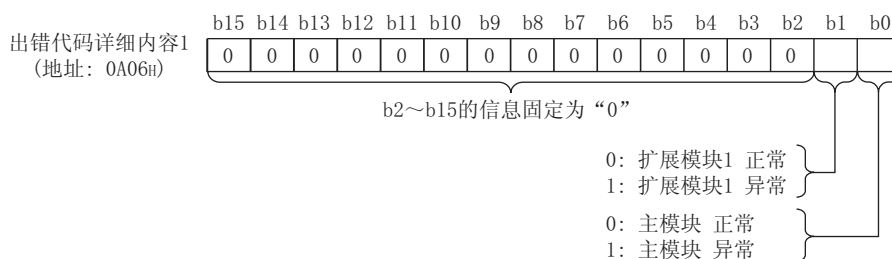 b15 b14 b13 b12 b11 b10 b9 b8 b7 b6 b5 b4 b3 b2 b1 b0
出错代码详细内容1
(地址: 0A06H)
0 0 0 0 0 0 0 0 0 0 0 0 0 0
b2～b15的信息固定为“0”
0: 扩展模块1 正常
1: 扩展模块1 异常
0: 主模块 正常
1: 主模块 异常